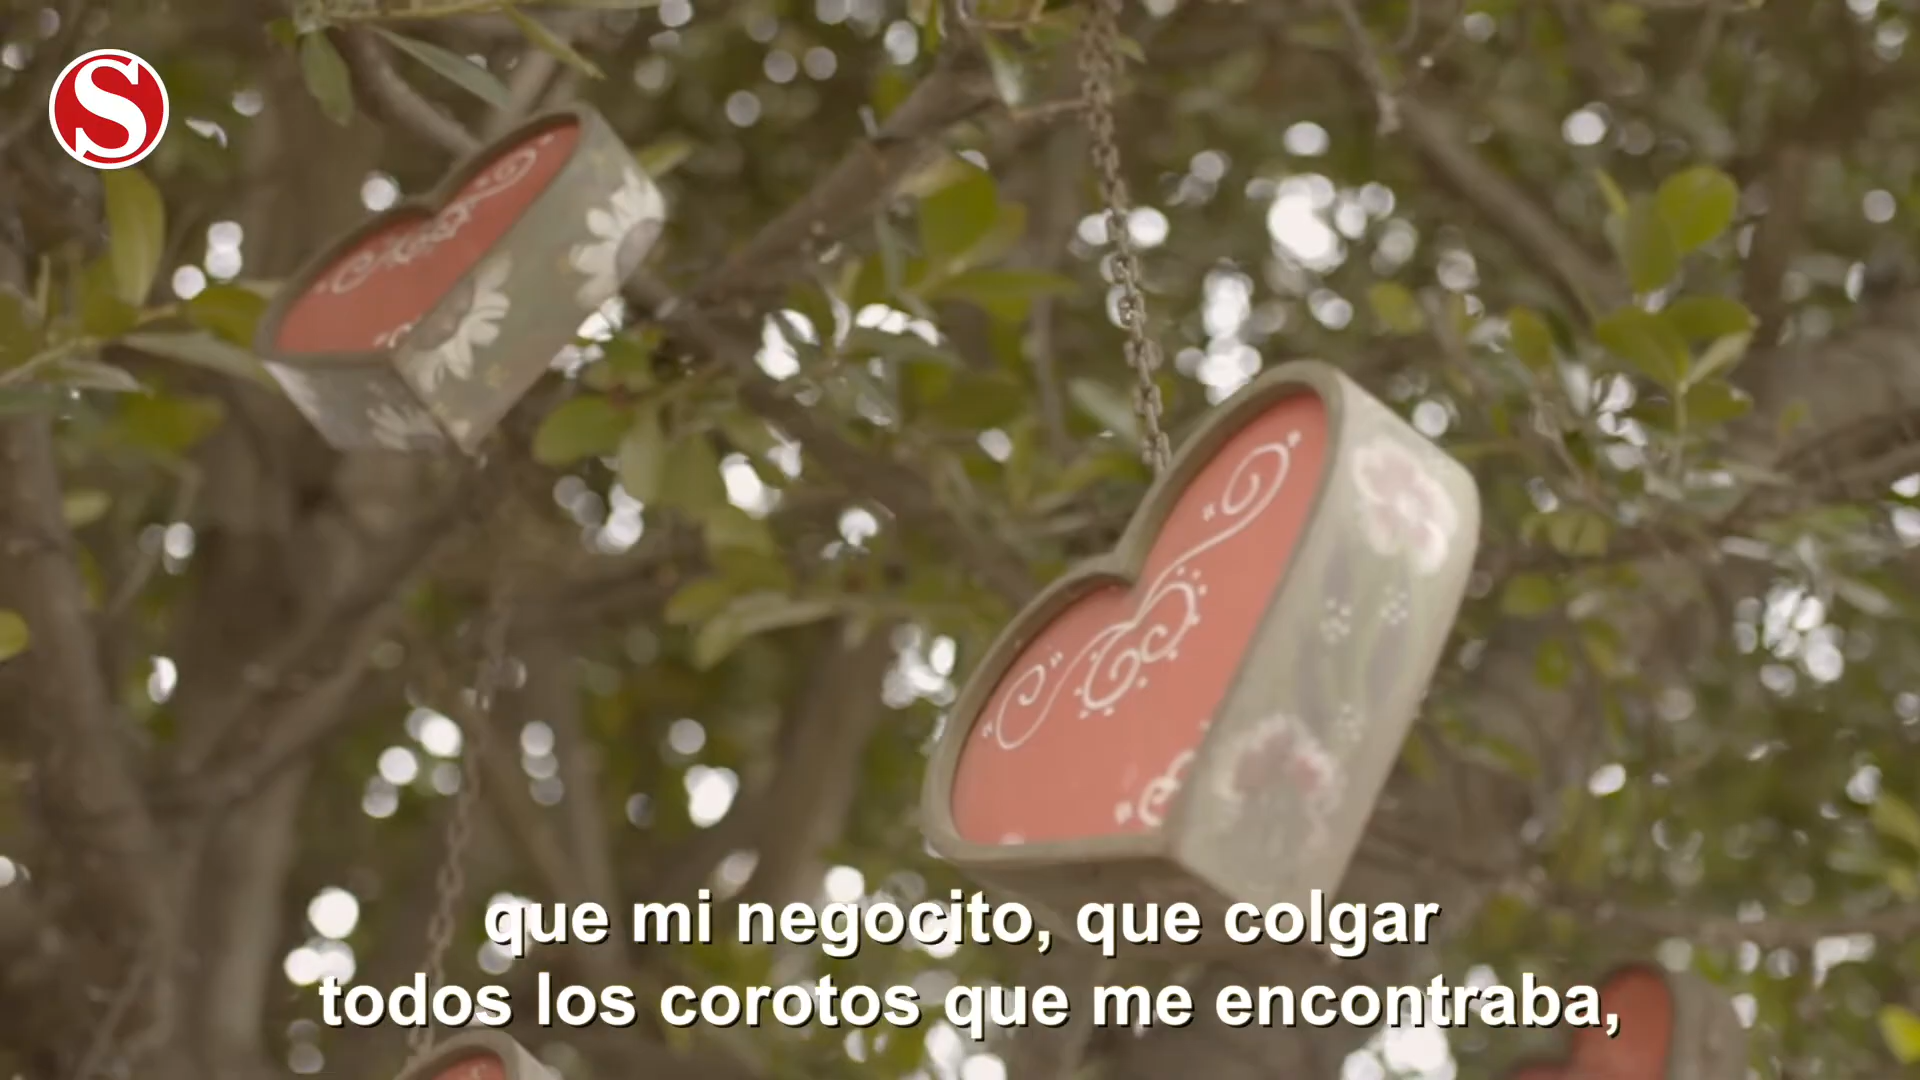 S
que mi negocito, que colgar
todos los corotos que me encontraba,